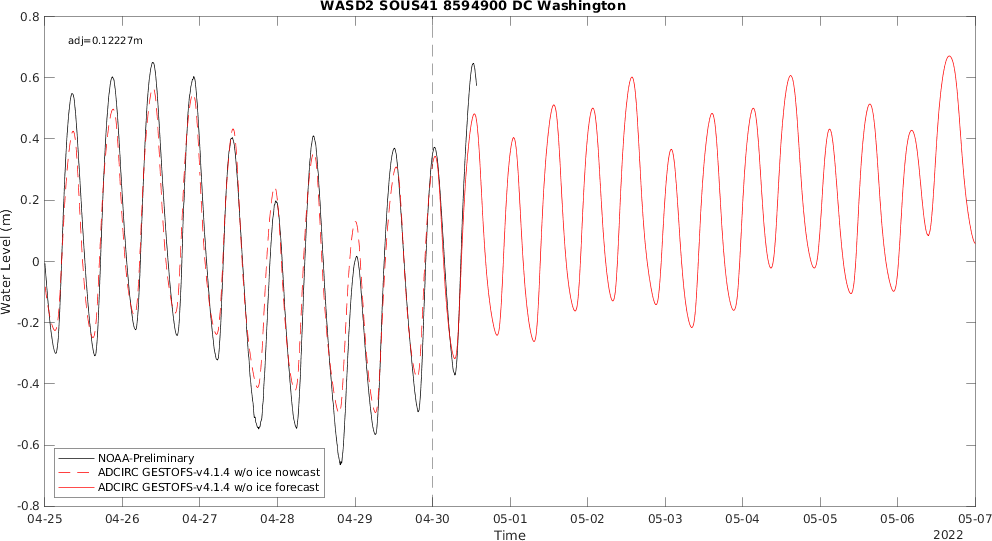 WASD2 SOUS41 8594900 DC Washington
adj=0.12227m
0.8
0.6
0.4
0.2
0
-0.2
-0.4
-0.6
-0.8
Water Level (m)
NOAA-Preliminary
ADCIRC GESTOFS-v4.1.4 w/o ice nowcast
ADCIRC GESTOFS-v4.1.4 w/o ice forecast
04-25 04-26 04-27 04-28 04-29 04-30 05-01 05-02 05-03 05-04 05-05 05-06 05-07
Time
2022